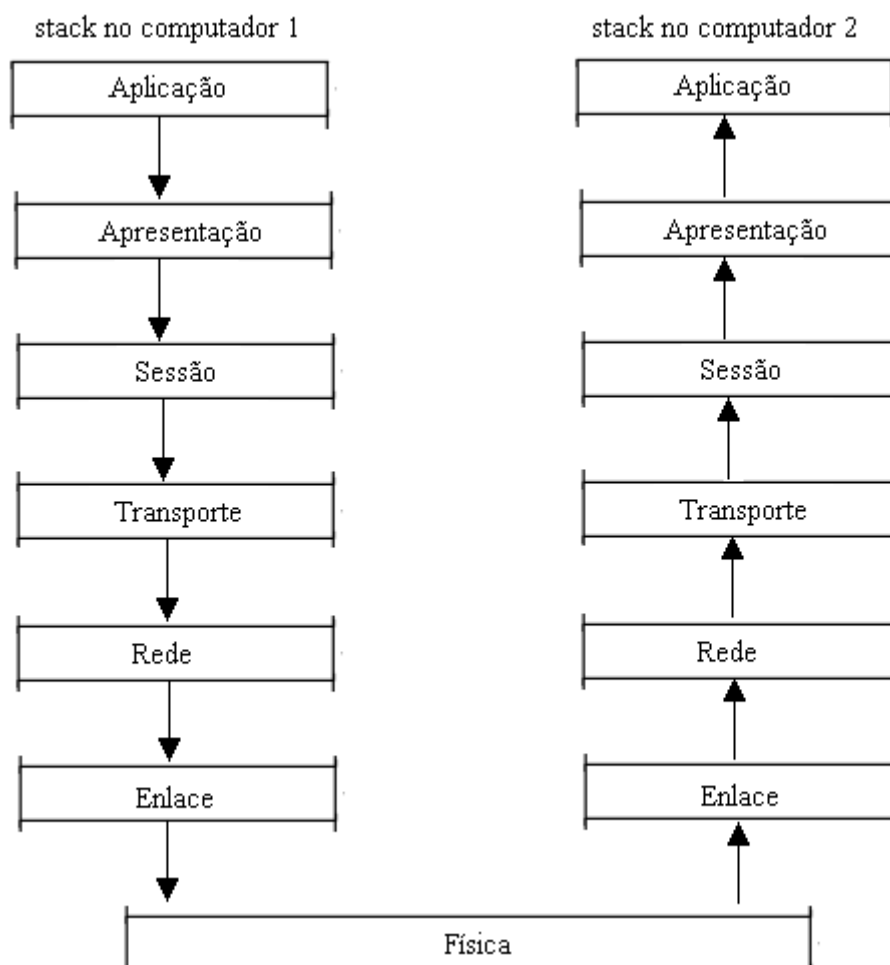 stack no computador 1
Aplicação
Apresentação
Sessão
Transporte
Rede
Enlace
stack no computador 2
Aplicação
Apresentação
Sessão
Transporte
Rede
Enlace
Física